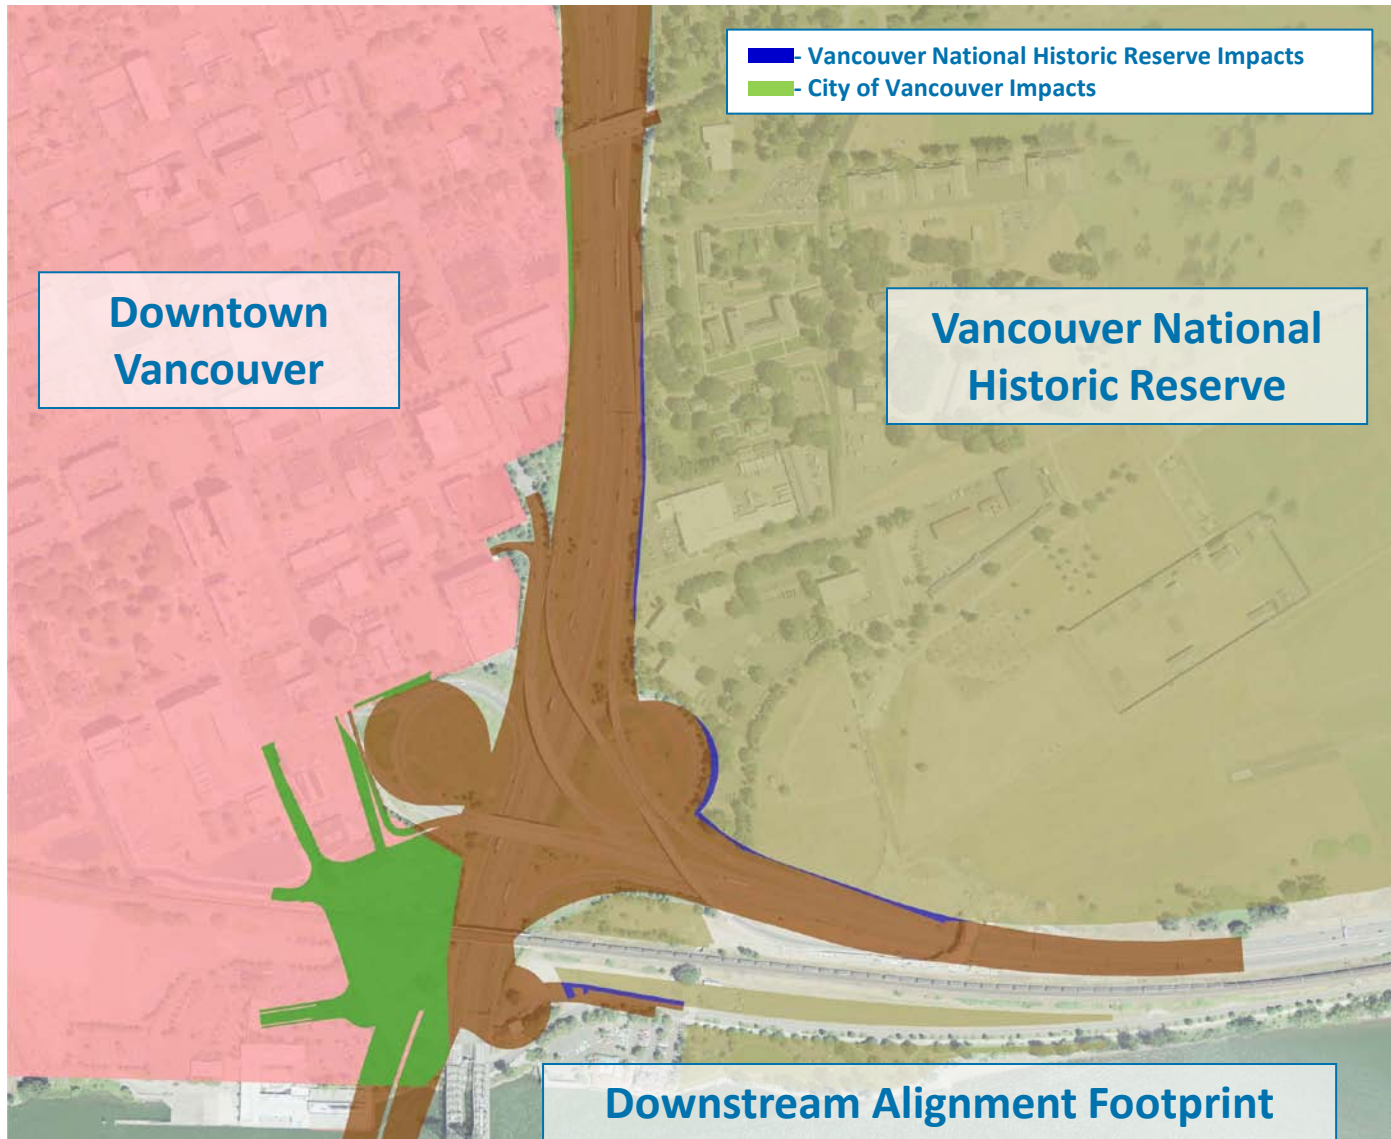 - Vancouver National Historic Reserve Impacts
- City of Vancouver Impacts
Downtown
Vancouver
Vancouver National
Historic Reserve
Downstream Alignment Footprint